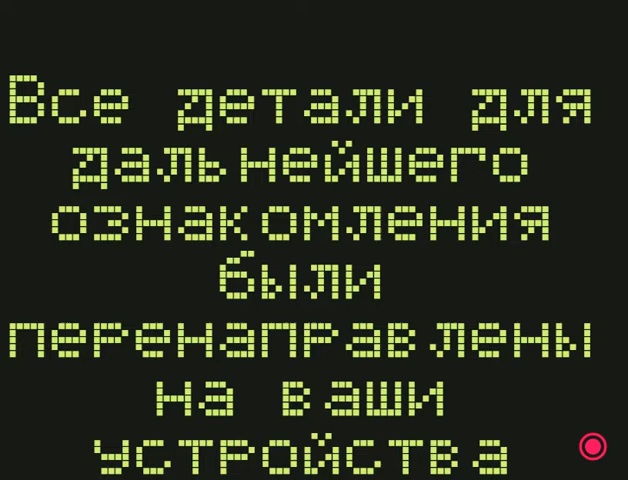 Все детали для
дальнейшего
ознакомления
были
перенаправлены
на ваши
устройства